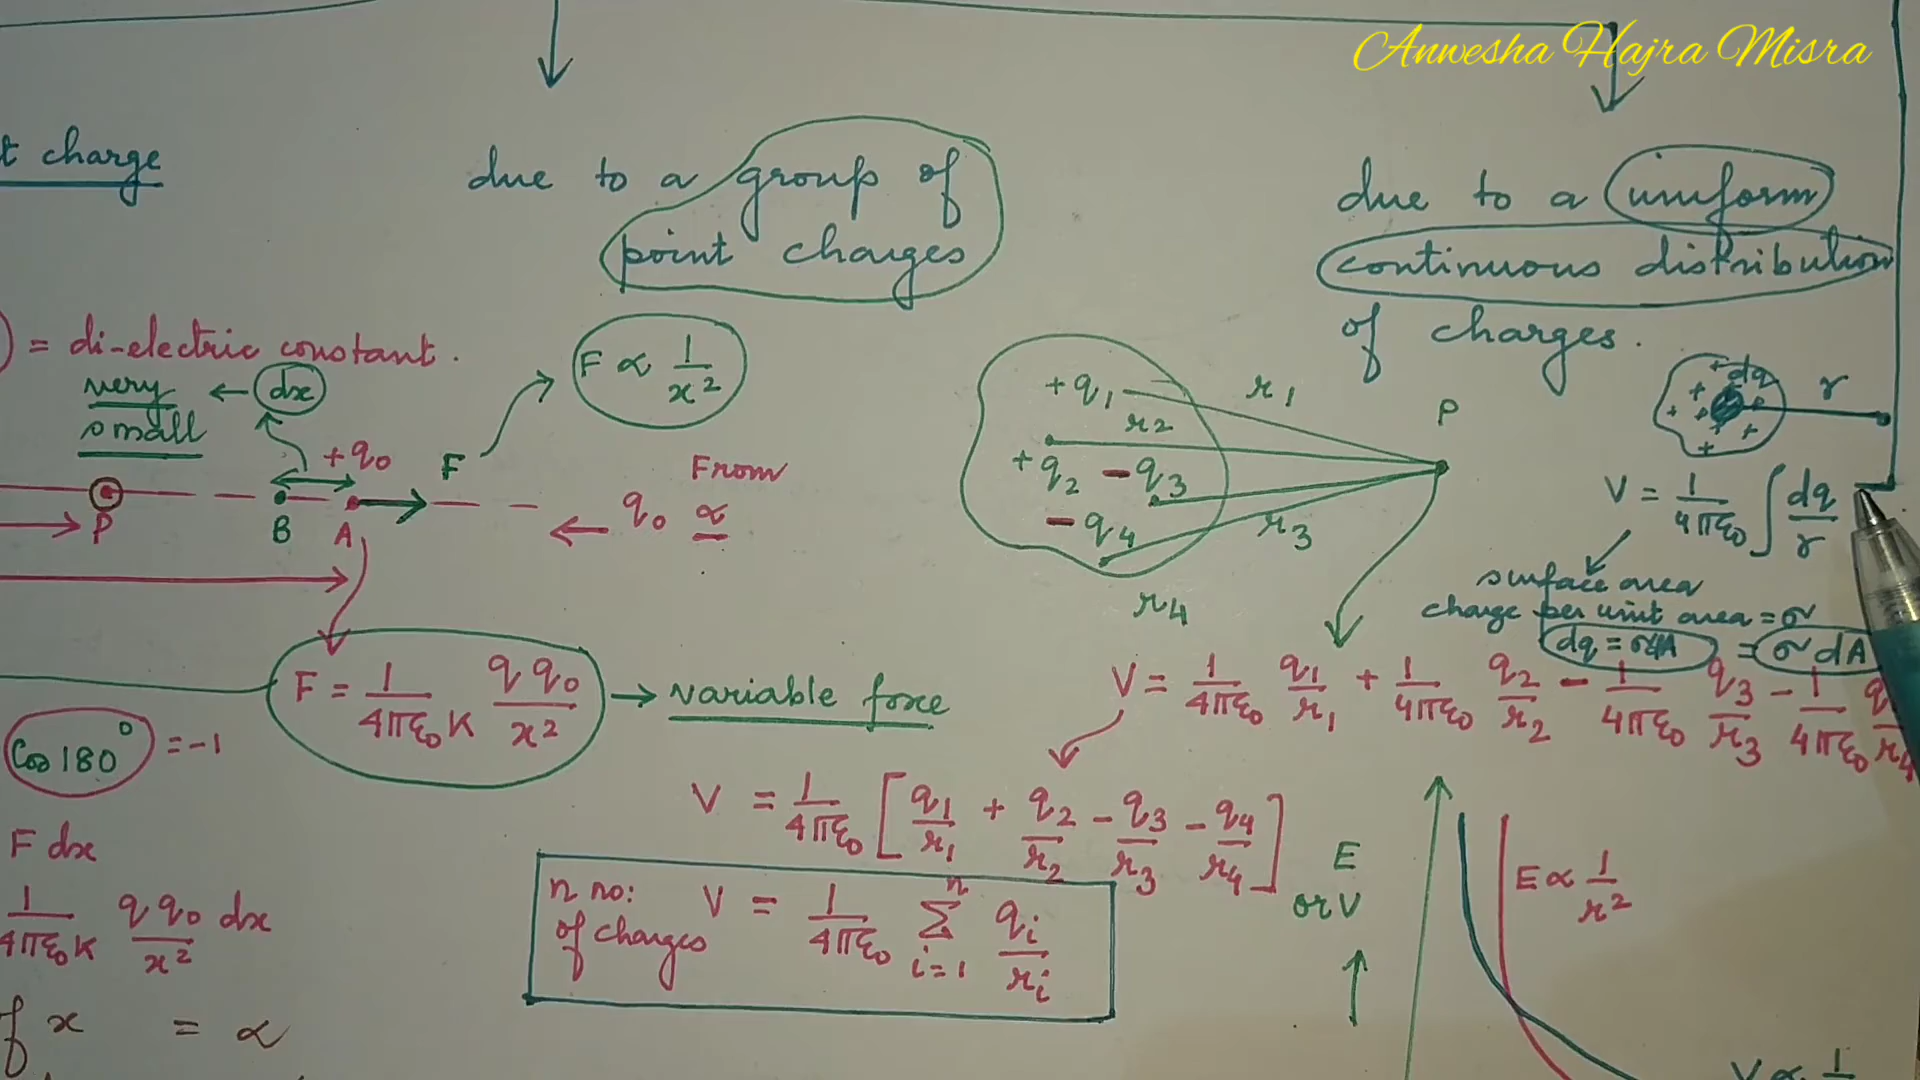 Anwesha Hajra Misra
t charge
due to a group of
point charges
due to a uniform
continuous distribution
of charges.
= di-electric constant.
very ← dx
small
F ∝ 1/x²
+q₀
F
P
B
A
From
← q₀ ∝
+q₁
r₁
r₂
+q₂
-q₃
-q₄
r₃
r₄
P
dq
r
V = 1/4πε₀ ∫ dq/r
surface area
charge per unit area = σ
= σ dA
F = 1/4πε₀K qq₀/x² → variable force
V = 1/4πε₀ q₁/r₁ + 1/4πε₀ q₂/r₂ - 1/4πε₀ q₃/r₃ - 1/4πε₀ q/r₄
Cos 180° = -1
V = 1/4πε₀ [q₁/r₁ + q₂/r₂ - q₃/r₃ - q₄/r₄]
F dx
1/4πε₀K qq₀ dx/x²
n no:
of charges
V = 1/4πε₀ Σ i=1 n qᵢ/rᵢ
E
or V
E ∝ 1/r²
V ∝ 1
f x = ∝